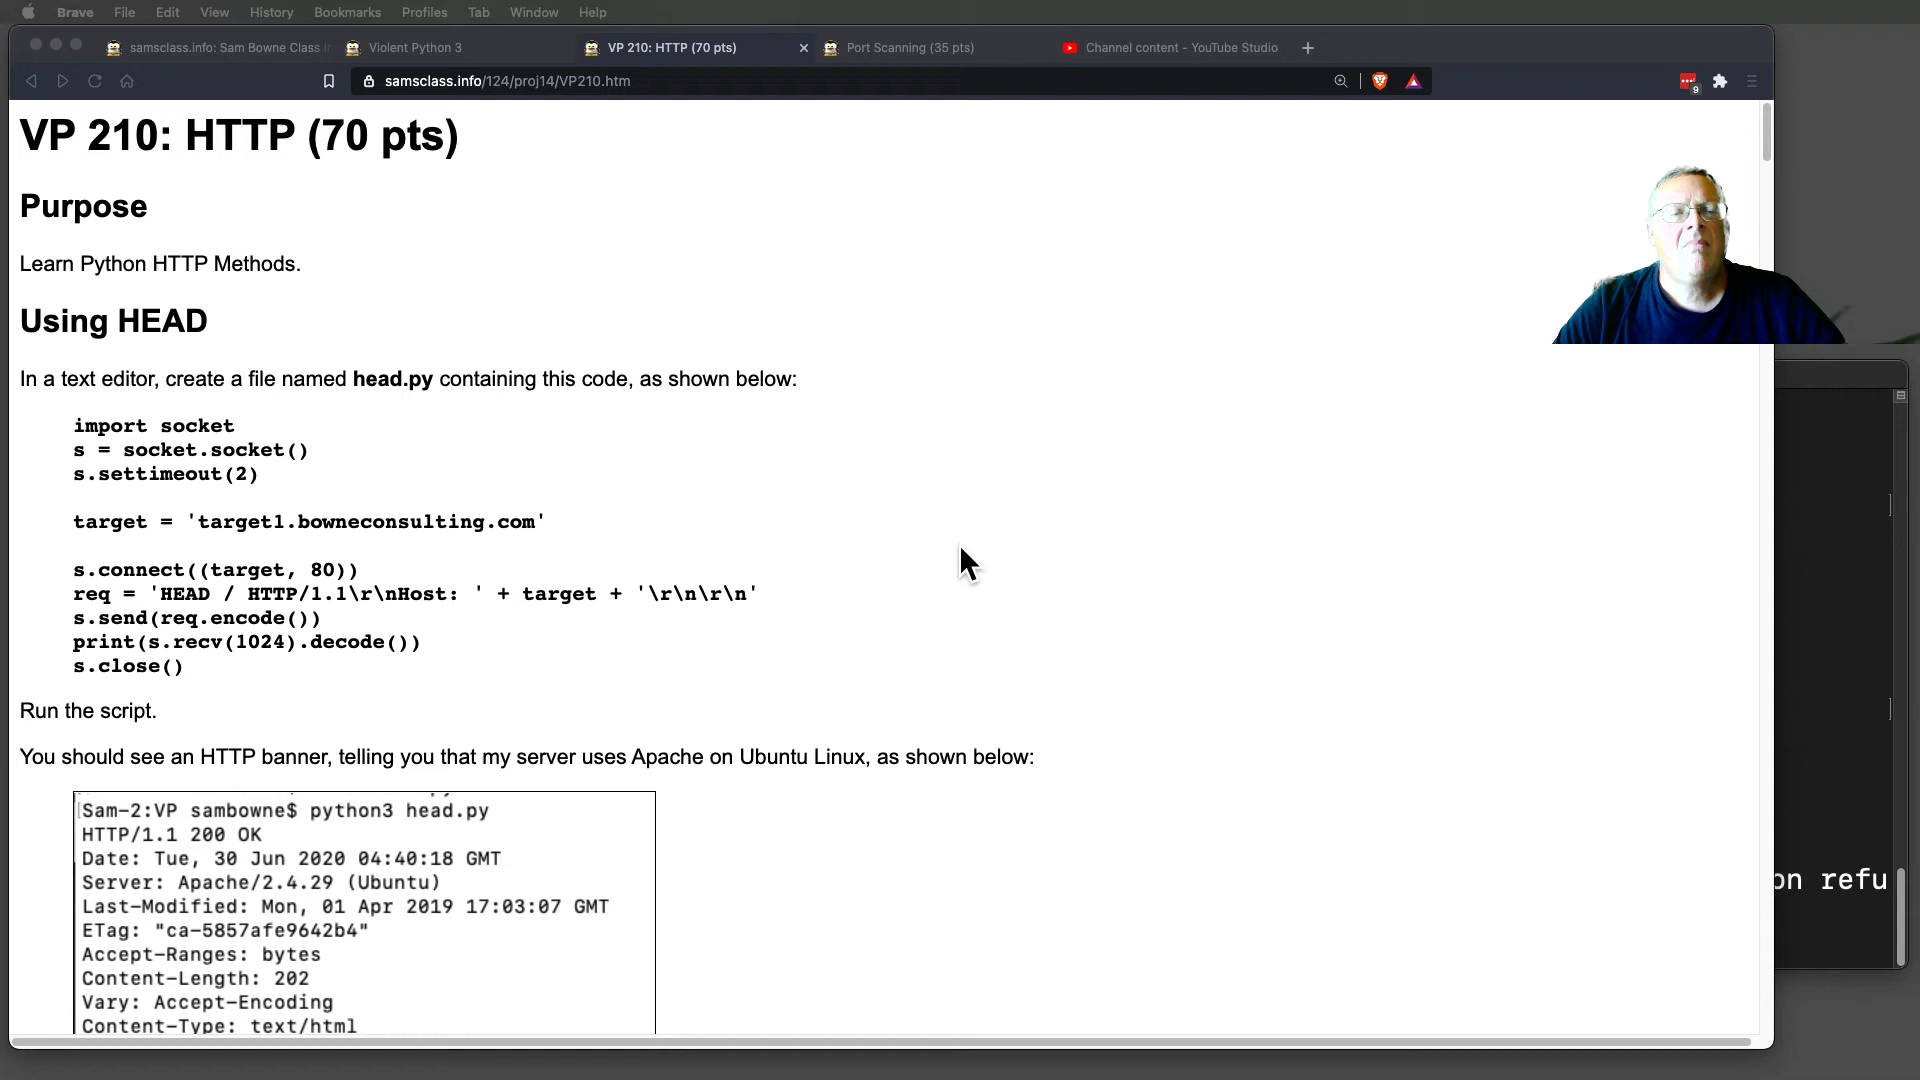 Brave File Edit View History Bookmarks Profiles Tab Window Help
samsclass.info: Sam Bowne Class I
Violent Python 3
VP 210: HTTP (70 pts)
Port Scanning (35 pts)
Channel content - YouTube Studio
samsclass.info/124/proj14/VP210.htm
9
VP 210: HTTP (70 pts)
Purpose
Learn Python HTTP Methods.
Using HEAD
In a text editor, create a file named head.py containing this code, as shown below:
import socket
s = socket.socket()
s.settimeout(2)
target = 'target1.bowneconsulting.com'
s.connect((target, 80))
req = 'HEAD / HTTP/1.1\r\nHost: ' + target + '\r\n\r\n'
s.send(req.encode())
print(s.recv(1024).decode())
s.close()
Run the script.
You should see an HTTP banner, telling you that my server uses Apache on Ubuntu Linux, as shown below:
[Sam-2:VP sambowne$ python3 head.py
HTTP/1.1 200 OK
Date: Tue, 30 Jun 2020 04:40:18 GMT
Server: Apache/2.4.29 (Ubuntu)
Last-Modified: Mon, 01 Apr 2019 17:03:07 GMT
ETag: "ca-5857afe9642b4"
Accept-Ranges: bytes
Content-Length: 202
Vary: Accept-Encoding
Content-Type: text/html
on refu